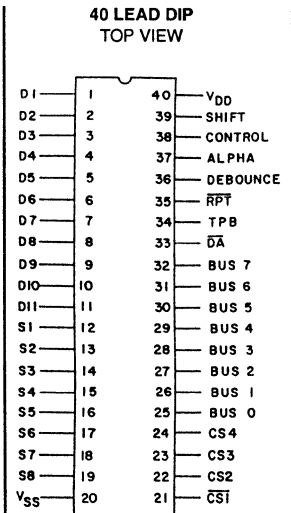 40 LEAD DIP
TOP VIEW
D1 1 40 VDD
D2 2 39 SHIFT
D3 3 38 CONTROL
D4 4 37 ALPHA
D5 5 36 DEBOUNCE
D6 6 35 R̅P̅T̅
D7 7 34 TPB
D8 8 33 D̅A̅
D9 9 32 BUS 7
D10 10 31 BUS 6
D11 11 30 BUS 5
S1 12 29 BUS 4
S2 13 28 BUS 3
S3 14 27 BUS 2
S4 15 26 BUS 1
S5 16 25 BUS 0
S6 17 24 CS4
S7 18 23 CS3
S8 19 22 CS2
VSS 20 21 C̅S̅1̅